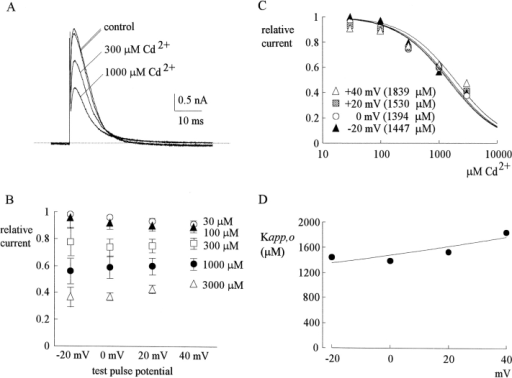 A
control
300 μM Cd2+
1000 μM Cd2+
0.5 nA
10 ms
B
relative
current
1
0.8
0.6
0.4
0.2
0
30 μM
100 μM
300 μM
1000 μM
3000 μM
-20 mV
0 mV
20 mV
40 mV
test pulse potential
C
relative
current
1
0.8
0.6
0.4
0.2
0
+40 mV (1839 μM)
+20 mV (1530 μM)
0 mV (1394 μM)
-20 mV (1447 μM)
10
100
1000
10000
μM Cd2+
D
Kapp,o
(μM)
2000
1600
1200
800
400
0
-20
0
20
40
mV